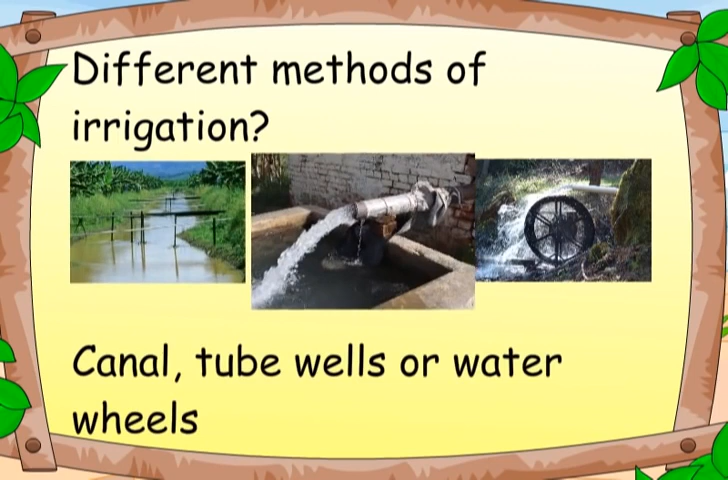 Different methods of
irrigation?
Canal, tube wells or water
wheels